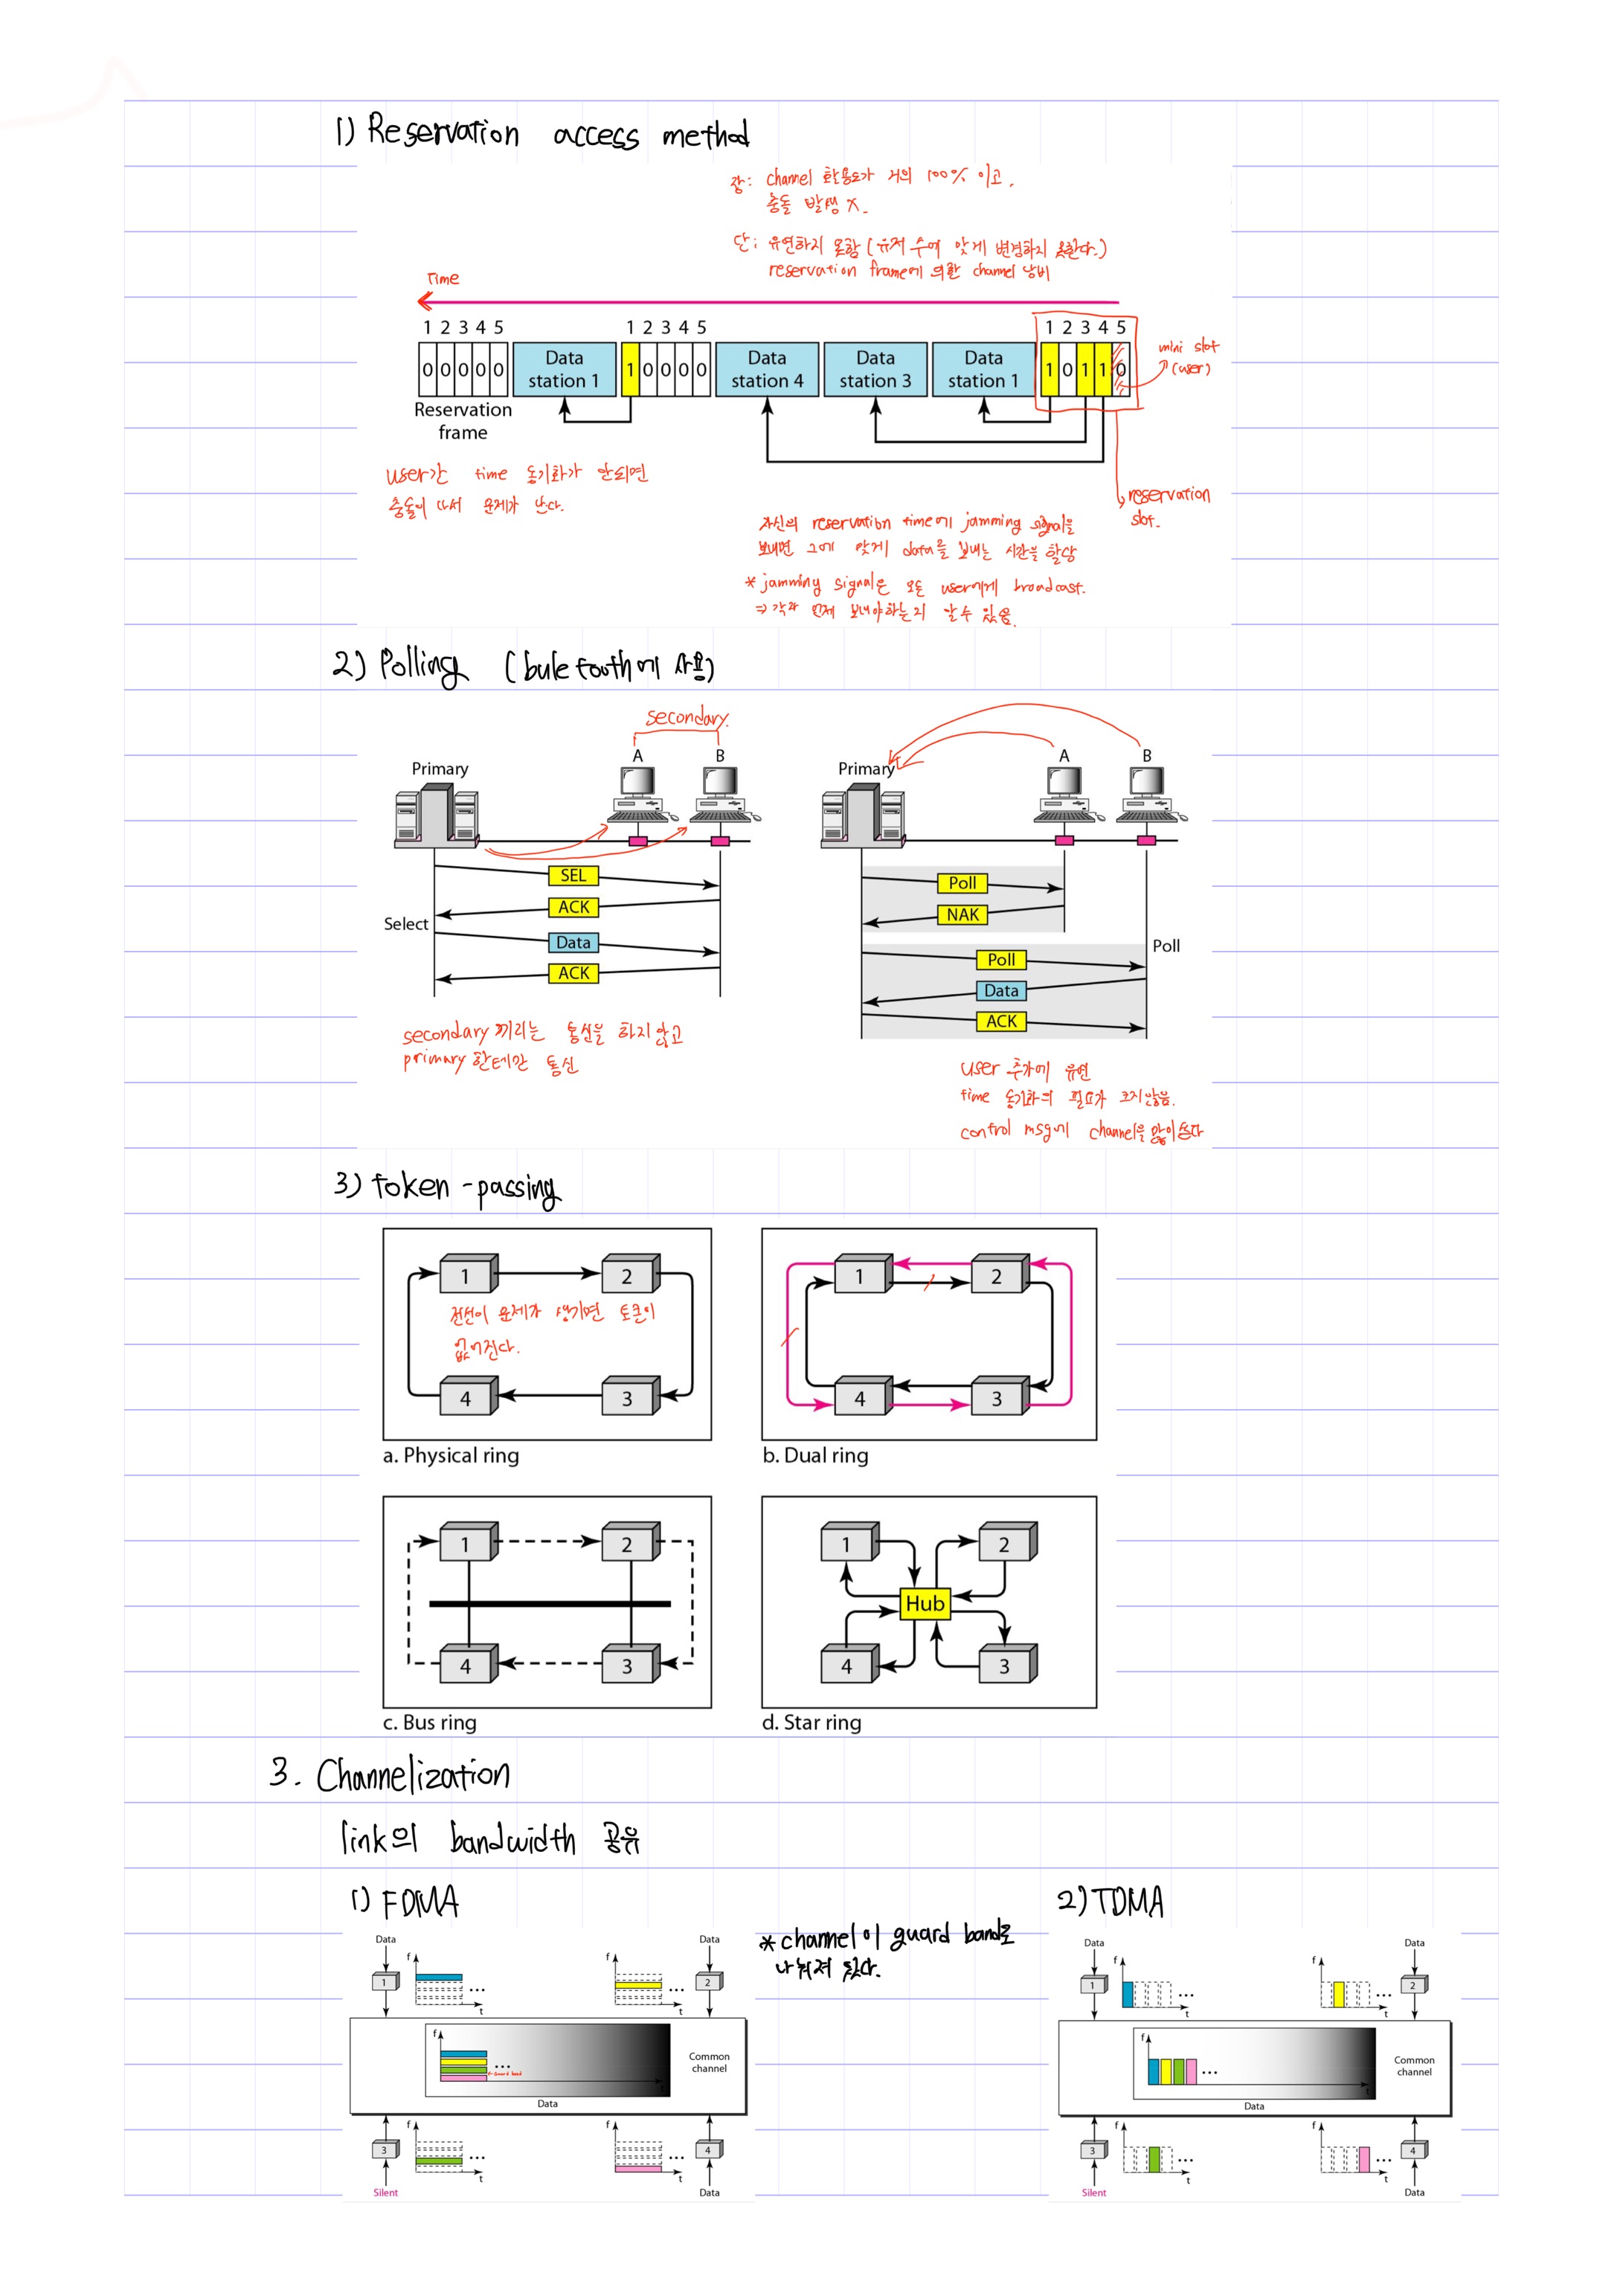 1) Reservation access method
장: channel 활용도가 거의 100% 이고,
충돌 발생 X.
단: 유연하지 못함 (유저 수에 맞게 변경하지 못한다.)
reservation frame에 의한 channel 낭비
Time
1 2 3 4 5
1 2 3 4 5
1 2 3 4 5
0 0 0 0 0
Data station 1
1 0 0 0 0
Data station 4
Data station 3
Data station 1
1 0 1 1 0
mini slot
(user)
Reservation
frame
user간 time 동기화가 안되면
충돌이 나서 문제가 난다.
reservation
slot.
자신의 reservation time에 jamming signal을
보내면 그에 맞게 data를 보내는 시간을 할당
* jamming signal은 모든 user에게 broadcast.
⇒ 각자 언제 보내야하는지 알수 있음.
2) Polling (buletooth에 사용)
secondary.
Primary
A
B
Primary
A
B
SEL
ACK
Select
Data
ACK
Poll
NAK
Poll
Poll
Data
ACK
secondary 끼리는 통신을 하지 않고
primary 한테만 통신
user 추가에 유연
time 동기화의 필요가 크지않음.
control msg에 channel을 많이 쓴다
3) token - passing
1
2
전선이 문제가 생기면 토큰이
없어진다.
4
3
a. Physical ring
1
2
4
3
b. Dual ring
1
2
4
3
c. Bus ring
1
2
Hub
4
3
d. Star ring
3. Channelization
link의 bandwidth 공유
1) FDMA
* channel이 guard band로
나눠져 있다.
2) TDMA
Data
Data
1
f
t
f
t
2
f
Guard band
t
Common
channel
Data
3
f
t
f
t
4
Silent
Data
Data
Data
1
f
t
f
t
2
f
t
Common
channel
Data
3
f
t
f
t
4
Silent
Data